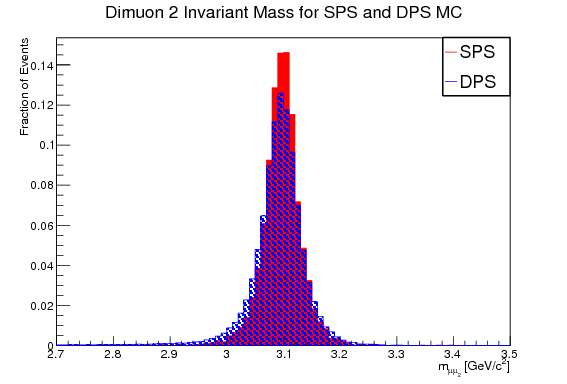 Dimuon 2 Invariant Mass for SPS and DPS MC
Fraction of Events
0.14
0.12
0.1
0.08
0.06
0.04
0.02
0
SPS
DPS
2.7 2.8 2.9 3 3.1 3.2 3.3 3.4 3.5
mμμ2 [GeV/c²]